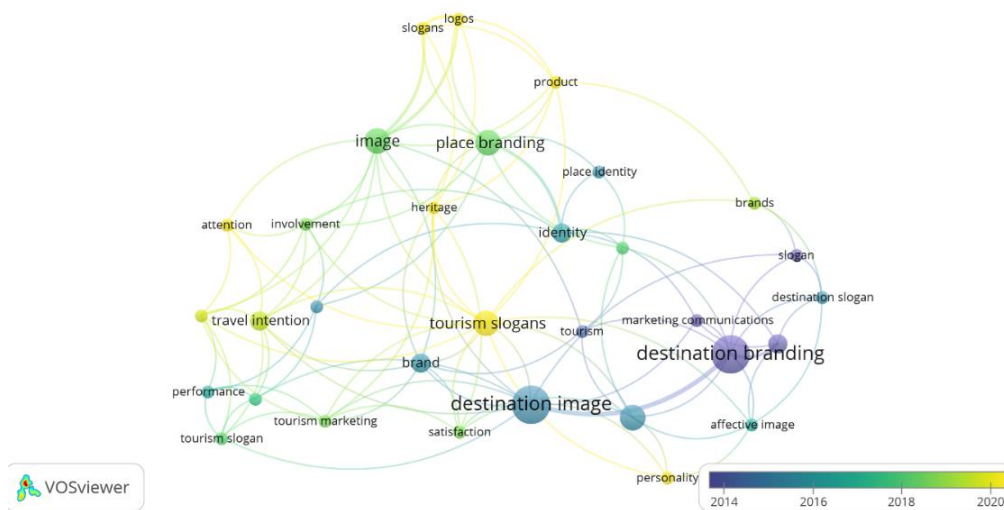 logos
slogans
product
image
place branding
place identity
heritage
brands
attention
involvement
identity
slogan
destination slogan
travel intention
tourism slogans
tourism
marketing communications
destination branding
brand
performance
destination image
tourism marketing
satisfaction
affective image
tourism slogan
personality
VOSviewer
2014
2016
2018
2020